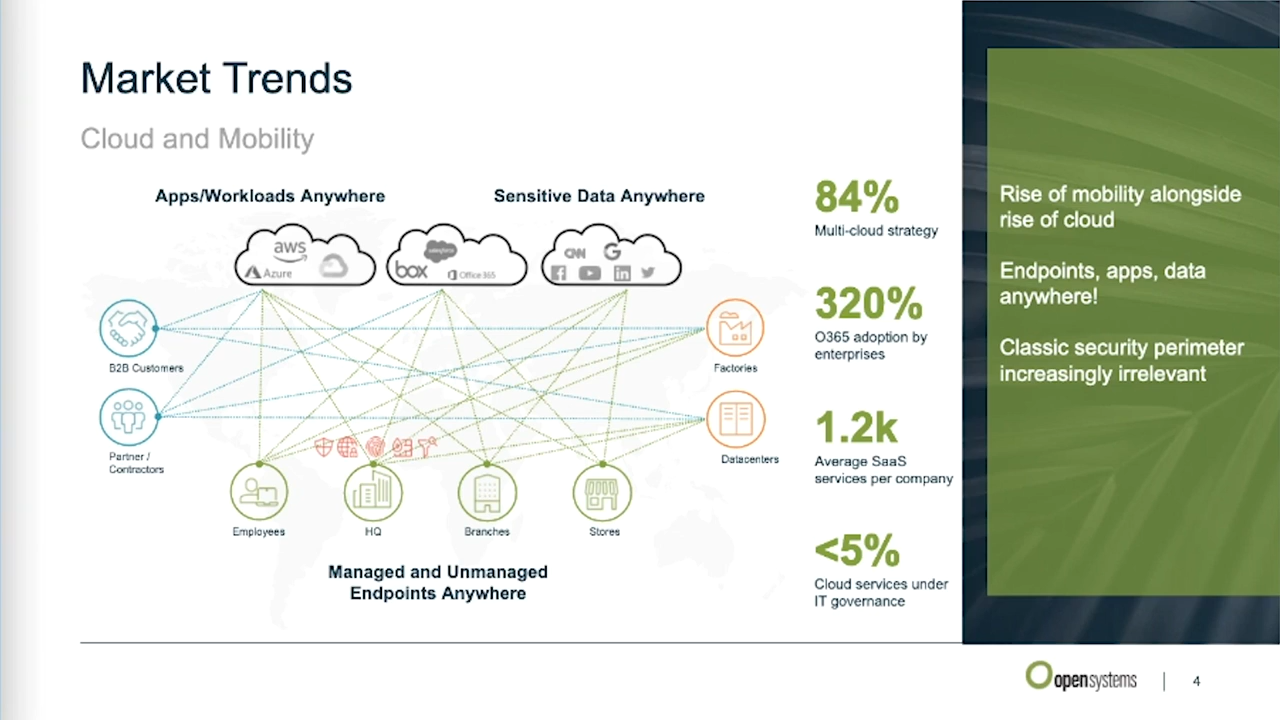 Market Trends
Cloud and Mobility
Apps/Workloads Anywhere
Sensitive Data Anywhere
aws
Azure
salesforce
box
Office 365
CNN
G
B2B Customers
Partner /
Contractors
Factories
Datacenters
Employees
HQ
Branches
Stores
Managed and Unmanaged
Endpoints Anywhere
84%
Multi-cloud strategy
320%
O365 adoption by
enterprises
1.2k
Average SaaS
services per company
<5%
Cloud services under
IT governance
Rise of mobility alongside
rise of cloud
Endpoints, apps, data
anywhere!
Classic security perimeter
increasingly irrelevant
open systems
4